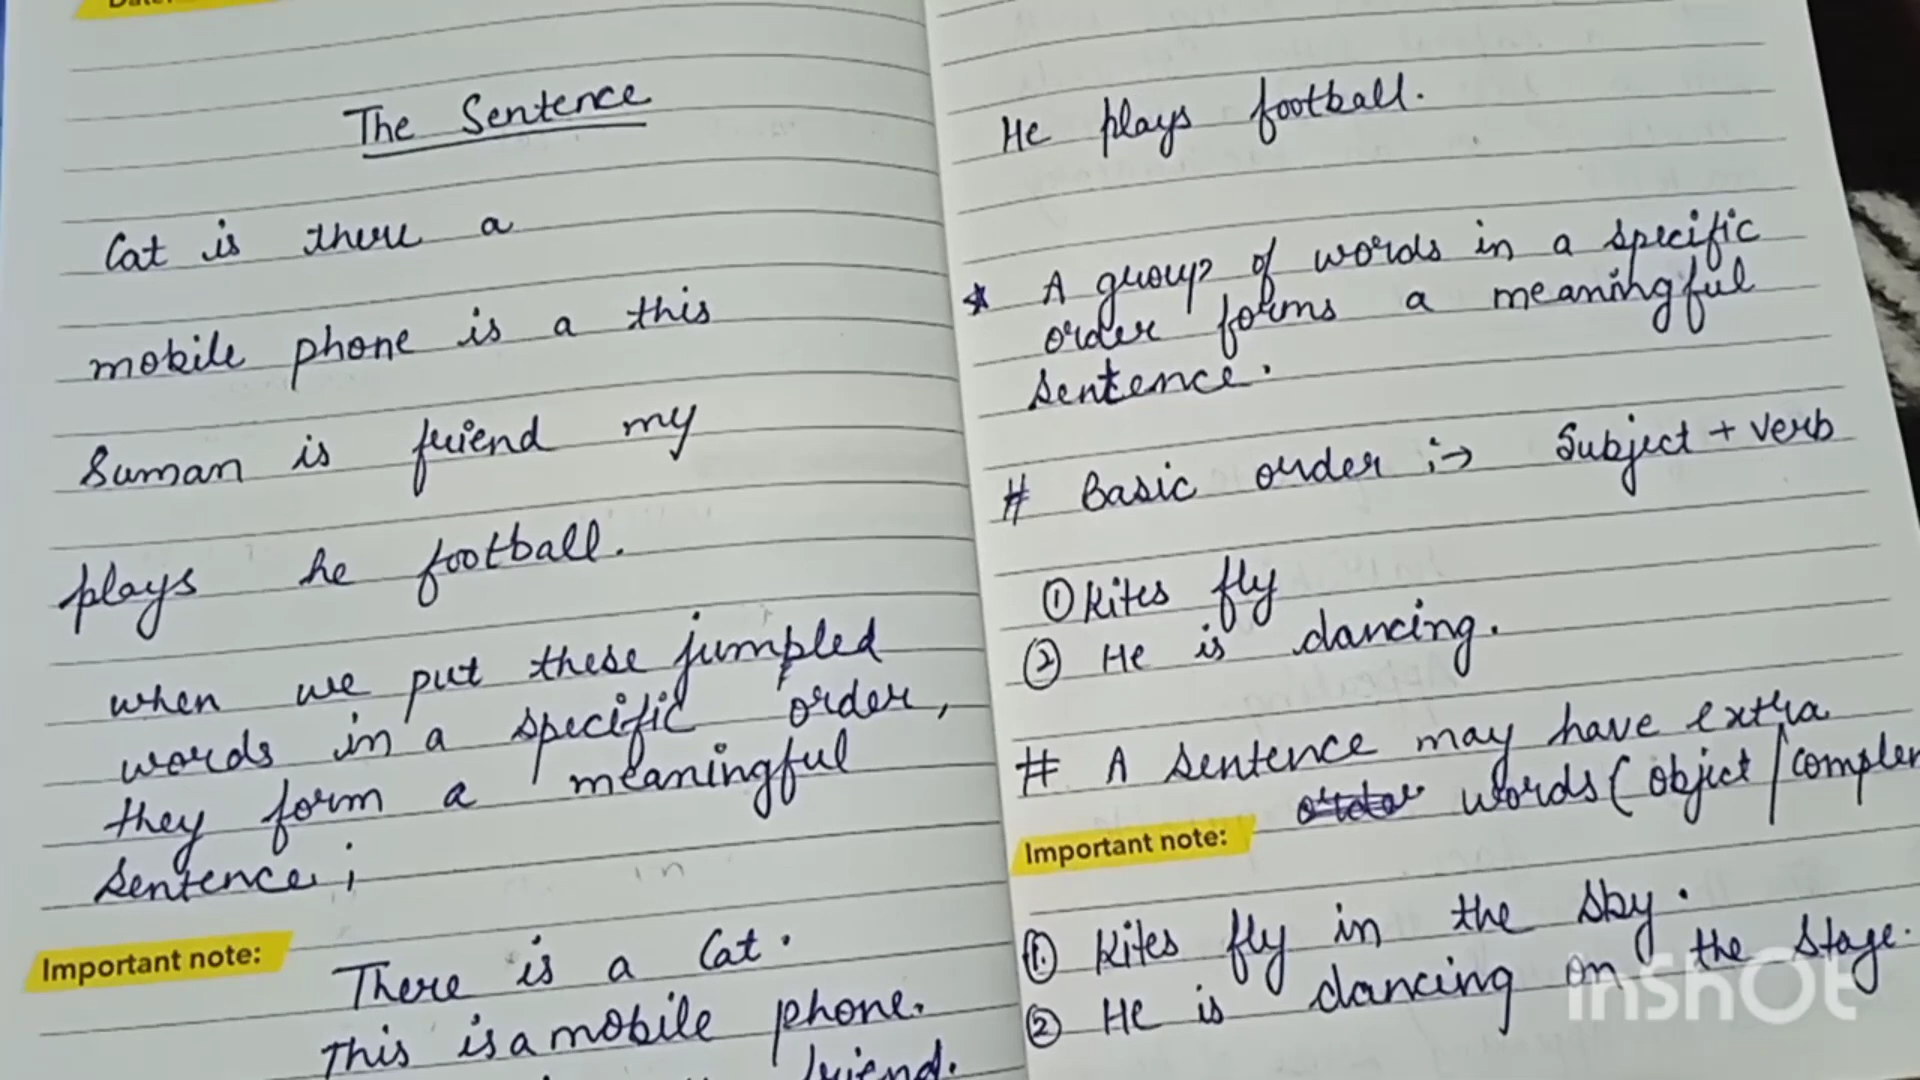 The Sentence
Cat is there a
mobile phone is a this
Suman is friend my
plays he football.
when we put these jumpled
words in a specific order,
they form a meaningful
sentence;
Important note:
There is a Cat.
This is a mobile phone.
friend.
He plays football.
* A group of words in a specific
order forms a meaningful
sentence.
# Basic order :→ Subject + verb
① Kites fly
② He is dancing.
# A sentence may have extra
words (object / complem
Important note:
①. Kites fly in the sky.
② He is dancing on the stage.
InShOt